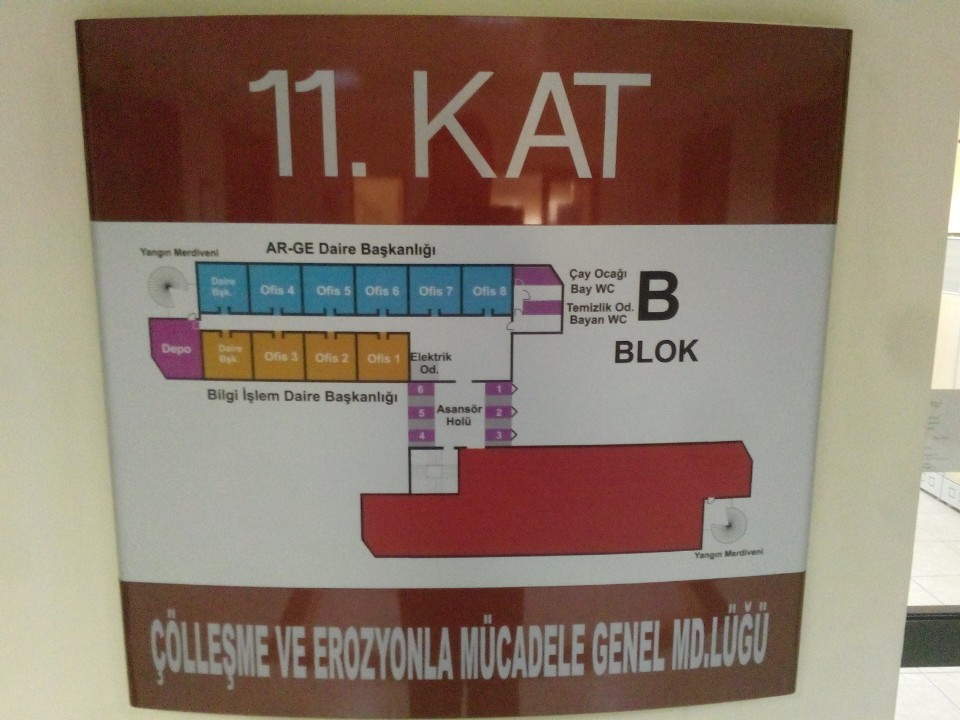 11. KAT
Yangın Merdiveni
AR-GE Daire Başkanlığı
Daire
Bşk.
Ofis 4
Ofis 5
Ofis 6
Ofis 7
Ofis 8
Çay Ocağı
Bay WC
Temizlik Od.
Bayan WC
B
BLOK
Depo
Daire
Bşk.
Ofis 3
Ofis 2
Ofis 1
Elektrik
Od.
Bilgi İşlem Daire Başkanlığı
6
5
4
Asansör
Holü
1
2
3
Yangın Merdiveni
ÇÖLLEŞME VE EROZYONLA MÜCADELE GENEL MD.LÜĞÜ